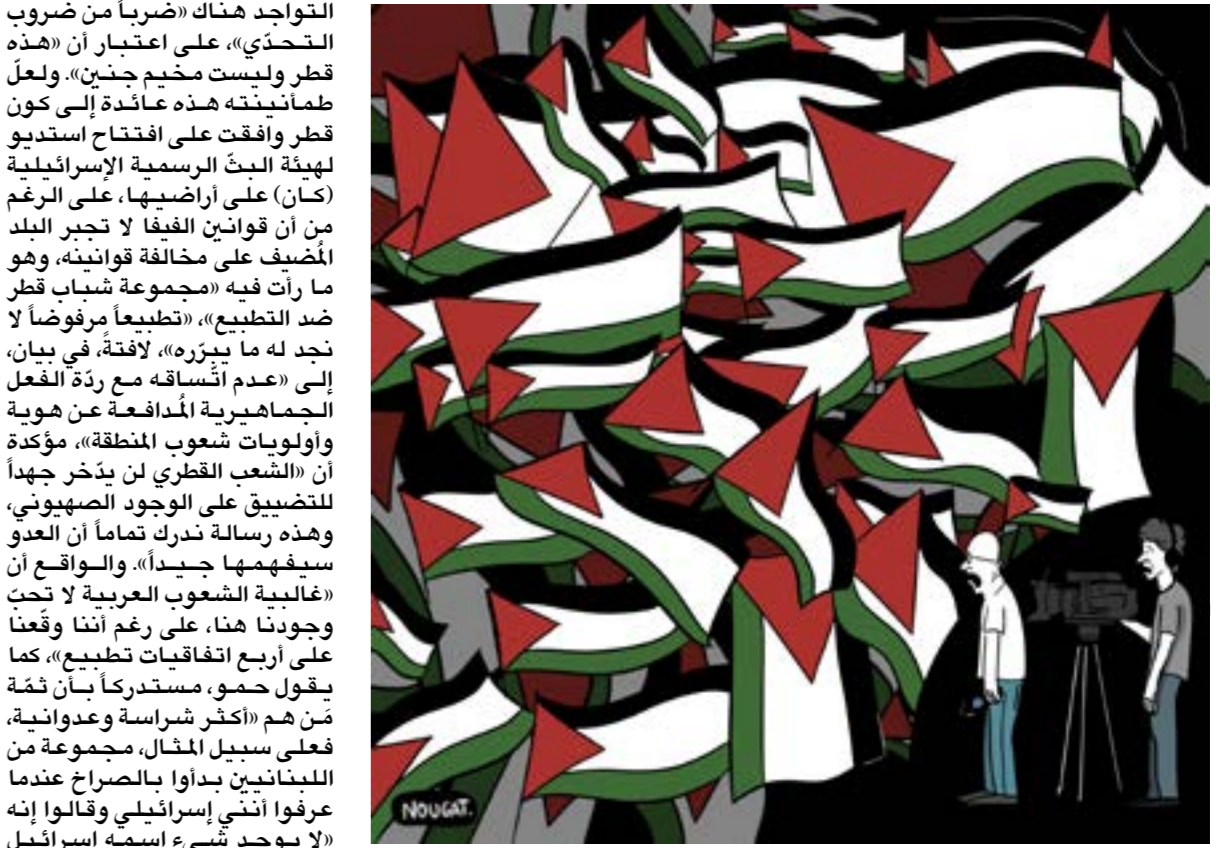 التواجد هناك «ضرباً من ضروب
التحدّي»، على اعتبار أن «هذه
قطر وليست مخيم جنين». ولعلّ
طمأنينته هذه عائدة إلى كون
قطر وافقت على افتتاح استديو
لهيئة البثّ الرسمية الإسرائيلية
(كان) على أراضيها، على الرغم
من أن قوانين الفيفا لا تجبر البلد
المُضيف على مخالفة قوانينه، وهو
ما رأت فيه «مجموعة شباب قطر
ضد التطبيع»، «تطبيعاً مرفوضاً لا
نجد له ما يبرّره»، لافتةً، في بيان،
إلى «عدم اتّساقه مع ردّة الفعل
الجماهيرية المُدافعة عن هوية
وأولويات شعوب المنطقة»، مؤكدة
أن «الشعب القطري لن يدّخر جهداً
للتضييق على الوجود الصهيوني،
وهذه رسالة ندرك تماماً أن العدو
سيفهمها جيداً». والواقع أن
«غالبية الشعوب العربية لا تحبّ
وجودنا هنا، على رغم أننا وقّعنا
على أربع اتفاقيات تطبيع»، كما
يقول حمو، مستدركاً بأن ثمّة
مَن هم «أكثر شراسة وعدوانية،
فعلى سبيل المثال، مجموعة من
اللبنانيين بدأوا بالصراخ عندما
عرفوا أنني إسرائيلي وقالوا إنه
«لا يوجد شيء اسمه إسرائيل
NOUGAT.